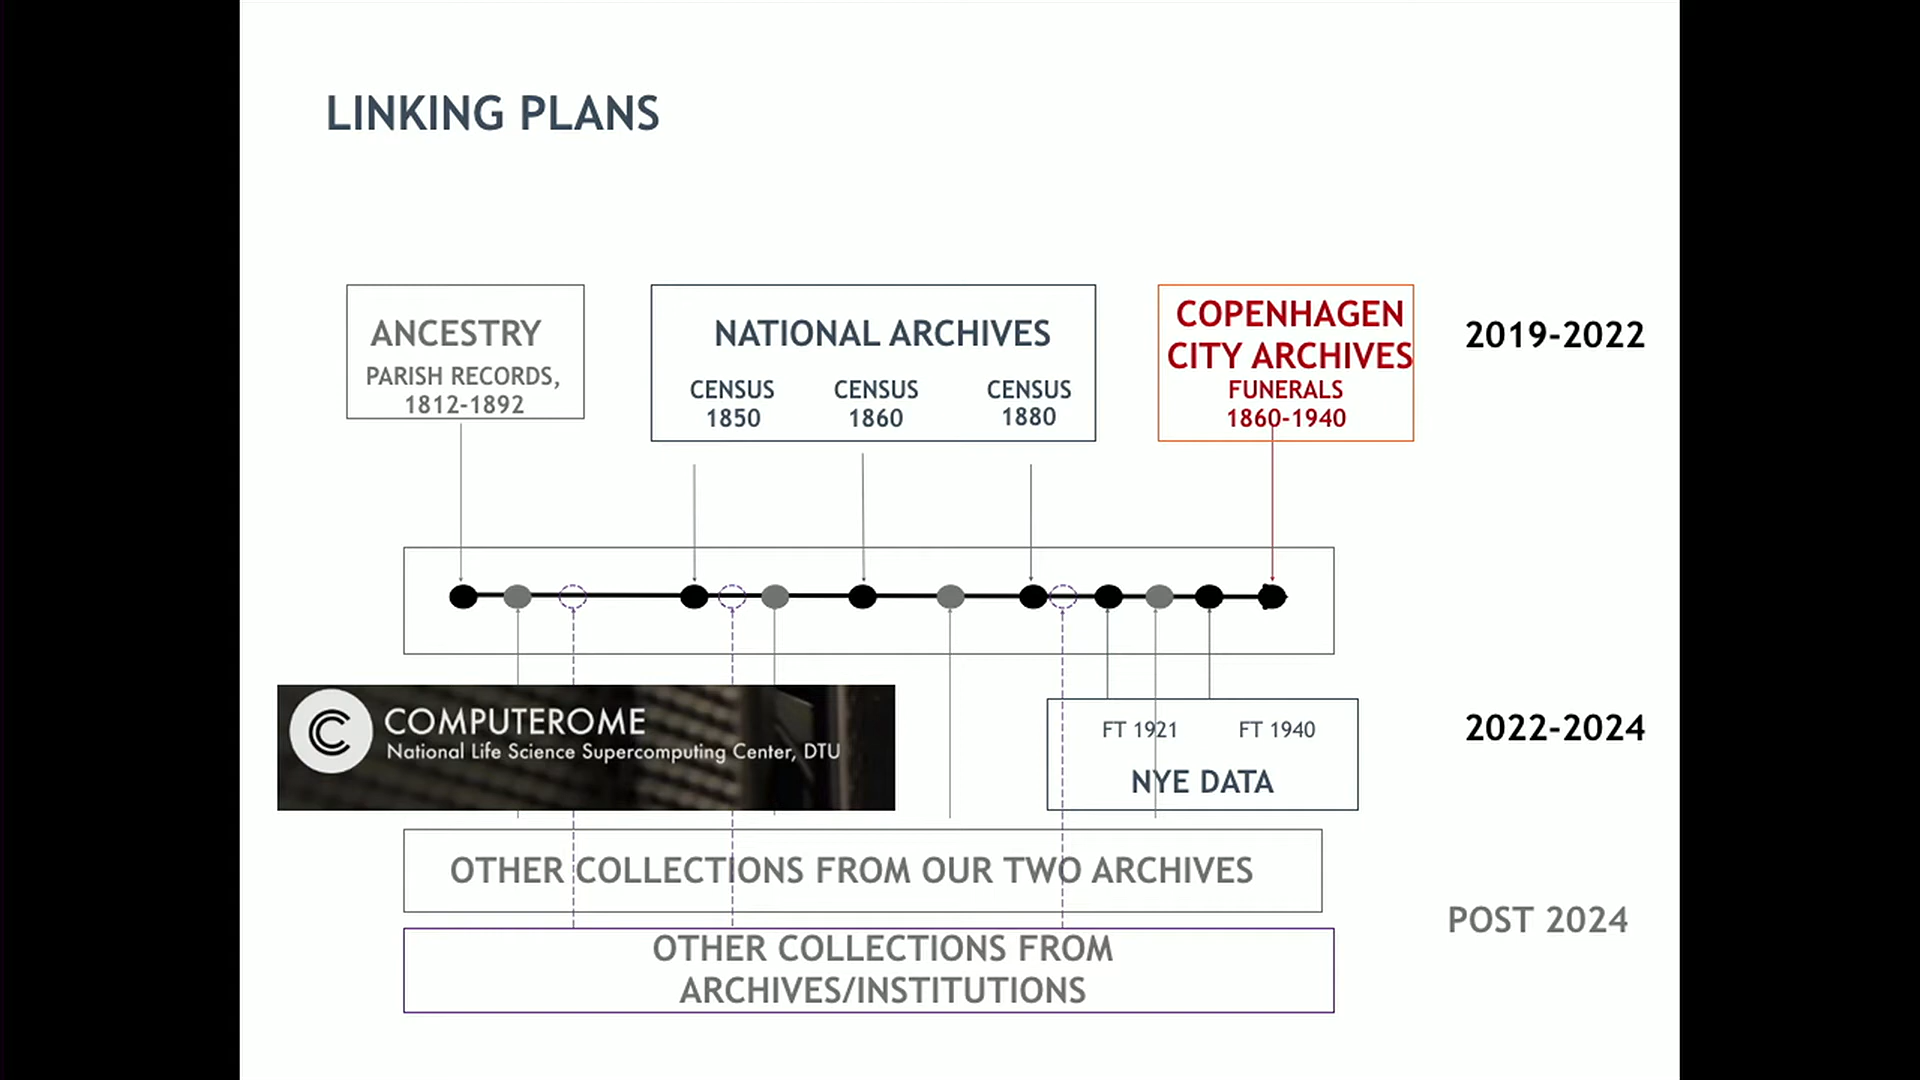 LINKING PLANS
ANCESTRY
PARISH RECORDS,
1812-1892
NATIONAL ARCHIVES
CENSUS
1850
CENSUS
1860
CENSUS
1880
COPENHAGEN
CITY ARCHIVES
FUNERALS
1860-1940
2019-2022
COMPUTEROME
National Life Science Supercomputing Center, DTU
FT 1921
FT 1940
NYE DATA
2022-2024
OTHER COLLECTIONS FROM OUR TWO ARCHIVES
POST 2024
OTHER COLLECTIONS FROM
ARCHIVES/INSTITUTIONS